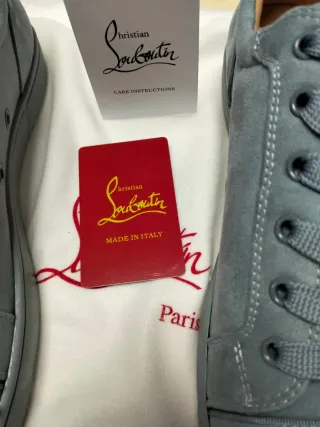 Christian
Louboutin
CARE INSTRUCTIONS
Christian
Louboutin
MADE IN ITALY
Paris